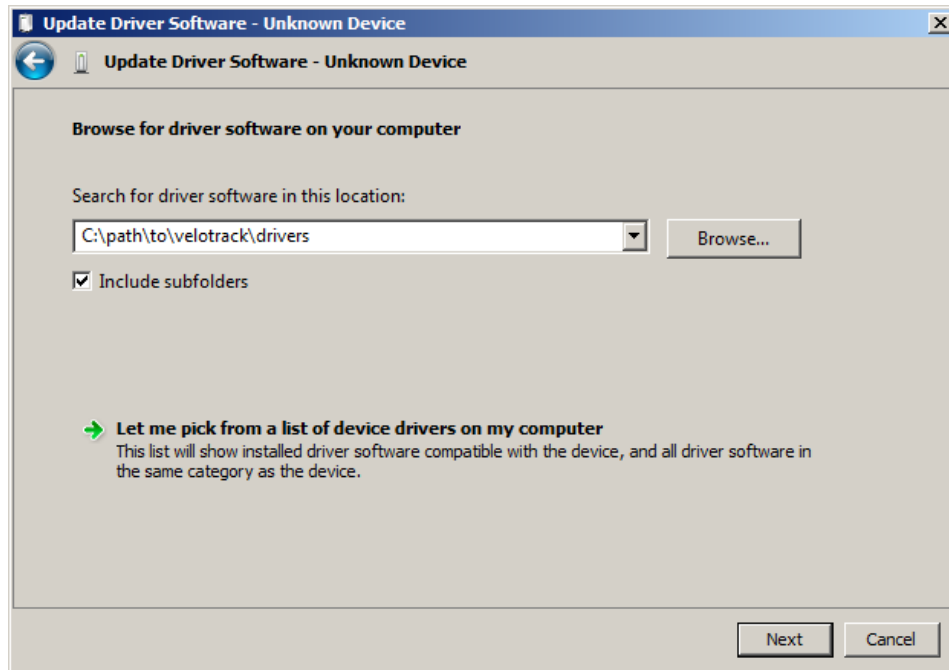 Update Driver Software - Unknown Device
Update Driver Software - Unknown Device
Browse for driver software on your computer
Search for driver software in this location:
C:\path\to\velotrack\drivers
Browse...
Include subfolders
Let me pick from a list of device drivers on my computer
This list will show installed driver software compatible with the device, and all driver software in
the same category as the device.
Next
Cancel